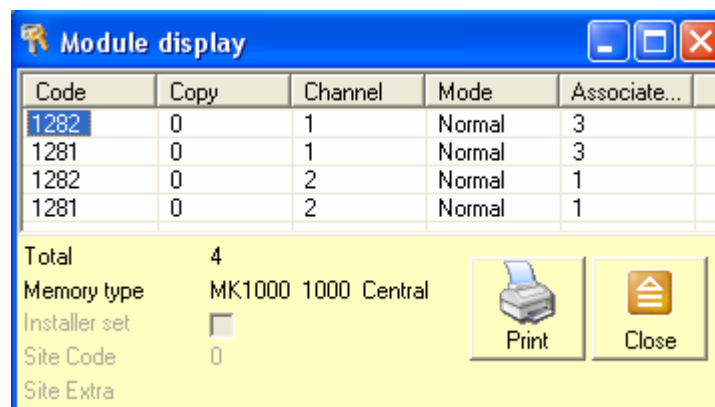 Module display
Code Copy Channel Mode Associate...
1282 0 1 Normal 3
1281 0 1 Normal 3
1282 0 2 Normal 1
1281 0 2 Normal 1
Total 4
Memory type MK1000 1000 Central
Installer set
Site Code 0
Site Extra
Print Close